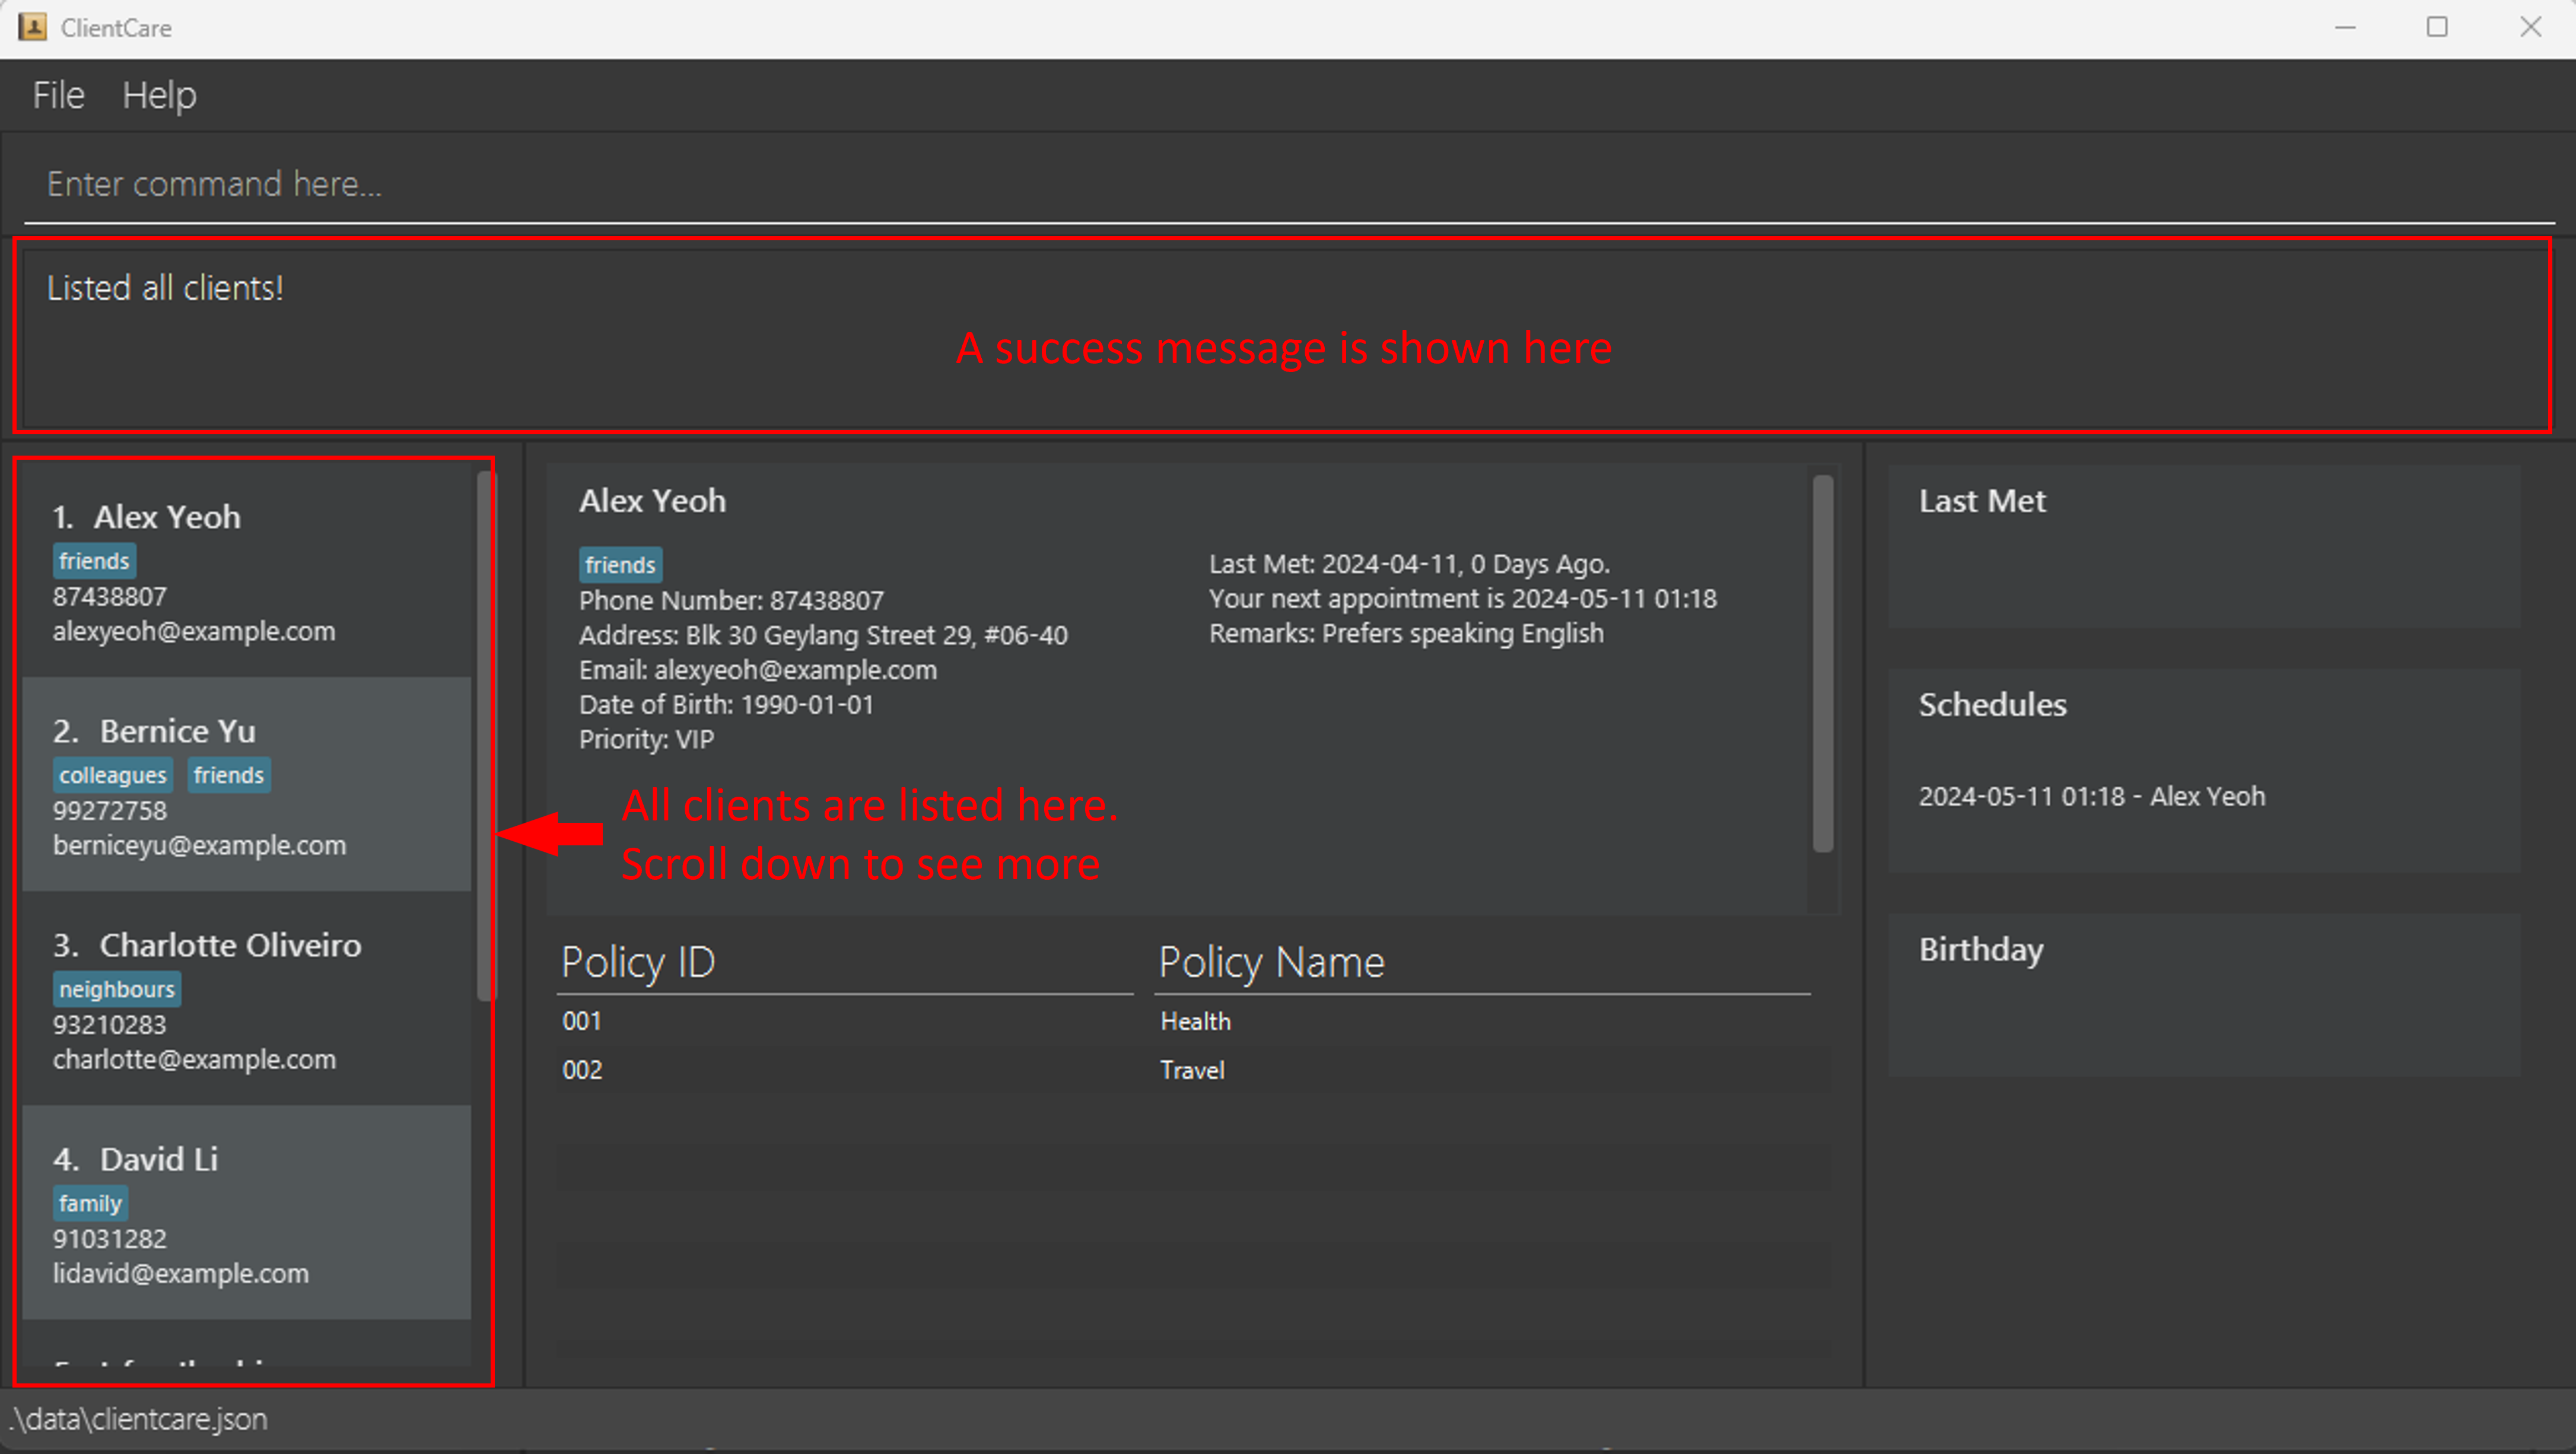 ClientCare
File Help
Enter command here...
Listed all clients!
A success message is shown here
1. Alex Yeoh
friends
87438807
alexyeoh@example.com
2. Bernice Yu
colleagues friends
99272758
berniceyu@example.com
3. Charlotte Oliveiro
neighbours
93210283
charlotte@example.com
4. David Li
family
91031282
lidavid@example.com
All clients are listed here.
Scroll down to see more
Alex Yeoh
friends
Phone Number: 87438807
Address: Blk 30 Geylang Street 29, #06-40
Email: alexyeoh@example.com
Date of Birth: 1990-01-01
Priority: VIP
Last Met: 2024-04-11, 0 Days Ago.
Your next appointment is 2024-05-11 01:18
Remarks: Prefers speaking English
Policy ID Policy Name
001 Health
002 Travel
Last Met
Schedules
2024-05-11 01:18 - Alex Yeoh
Birthday
.\data\clientcare.json